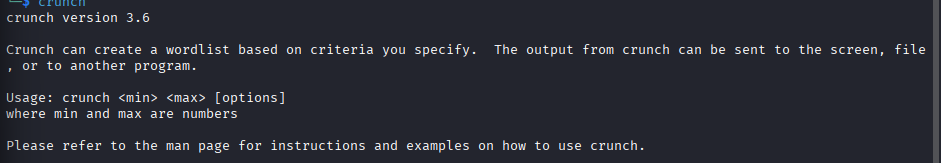 └─$ crunch
crunch version 3.6
Crunch can create a wordlist based on criteria you specify.  The output from crunch can be sent to the screen, file
, or to another program.
Usage: crunch <min> <max> [options]
where min and max are numbers
Please refer to the man page for instructions and examples on how to use crunch.